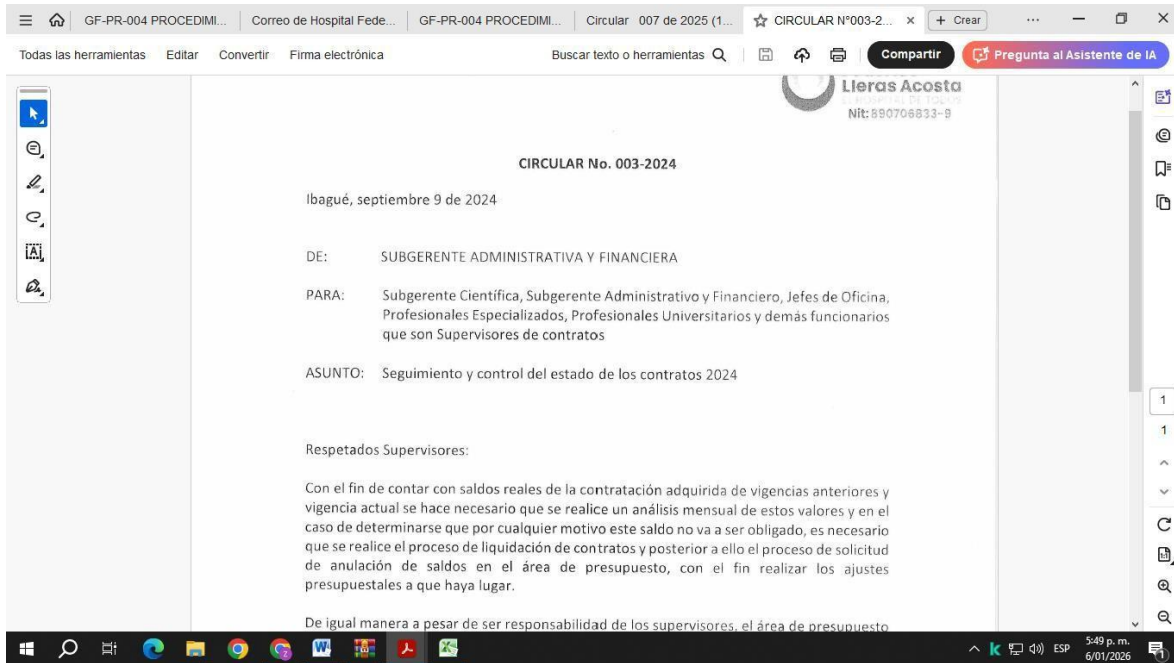 GF-PR-004 PROCEDIMI...
Correo de Hospital Fede...
GF-PR-004 PROCEDIMI...
Circular 007 de 2025 (1...
CIRCULAR N°003-2...
+ Crear
Todas las herramientas
Editar
Convertir
Firma electrónica
Buscar texto o herramientas
Compartir
Pregunta al Asistente de IA
Lleras Acosta
Nit: 890706833-9
CIRCULAR No. 003-2024
Ibagué, septiembre 9 de 2024
DE: SUBGERENTE ADMINISTRATIVA Y FINANCIERA
PARA: Subgerente Científica, Subgerente Administrativo y Financiero, Jefes de Oficina,
Profesionales Especializados, Profesionales Universitarios y demás funcionarios
que son Supervisores de contratos
ASUNTO: Seguimiento y control del estado de los contratos 2024
Respetados Supervisores:
Con el fin de contar con saldos reales de la contratación adquirida de vigencias anteriores y
vigencia actual se hace necesario que se realice un análisis mensual de estos valores y en el
caso de determinarse que por cualquier motivo este saldo no va a ser obligado, es necesario
que se realice el proceso de liquidación de contratos y posterior a ello el proceso de solicitud
de anulación de saldos en el área de presupuesto, con el fin realizar los ajustes
presupuestales a que haya lugar.
De igual manera a pesar de ser responsabilidad de los supervisores, el área de presupuesto
1
1
ESP
5:49 p. m.
6/01/2026